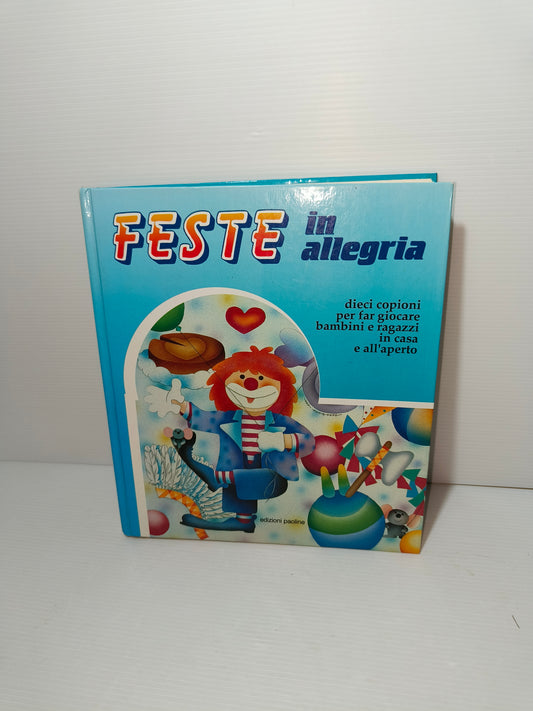 FESTE in
allegria
dieci copioni
per far giocare
bambini e ragazzi
in casa
e all'aperto
edizioni paoline